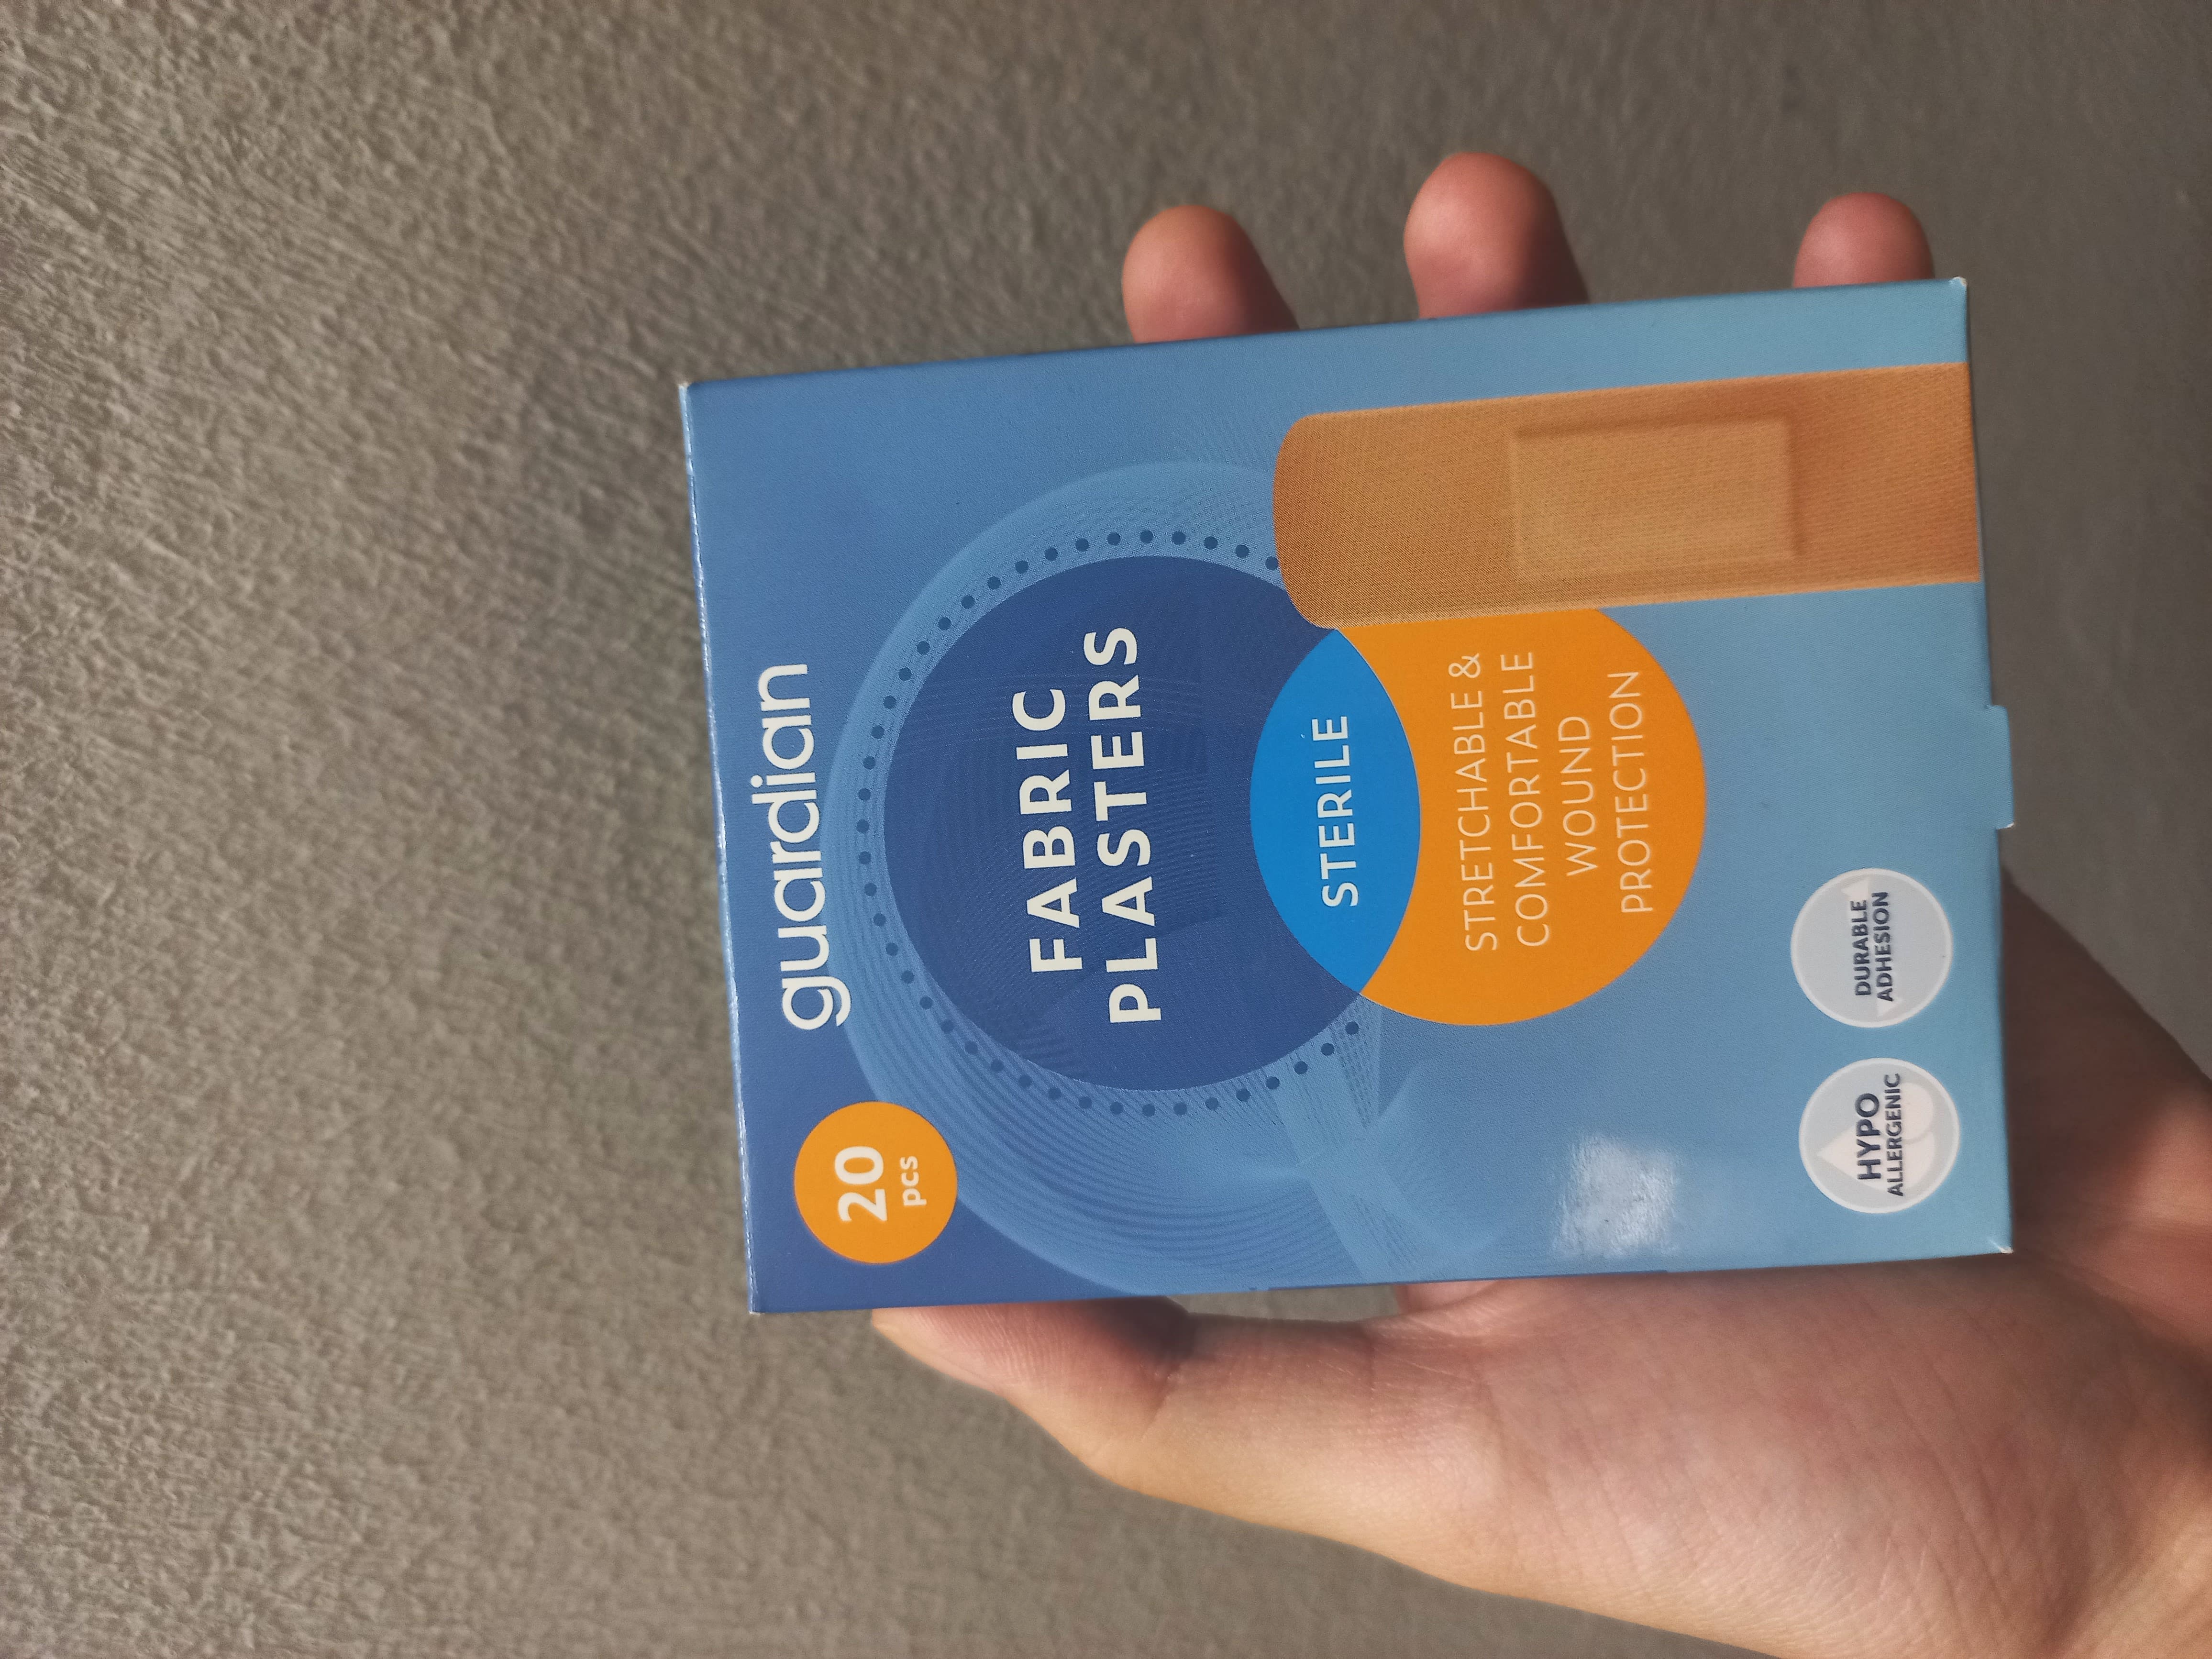 guardian
20
pcs
FABRIC
PLASTERS
STERILE
STRETCHABLE &
COMFORTABLE
WOUND
PROTECTION
HYPO
ALLERGENIC
DURABLE
ADHESION